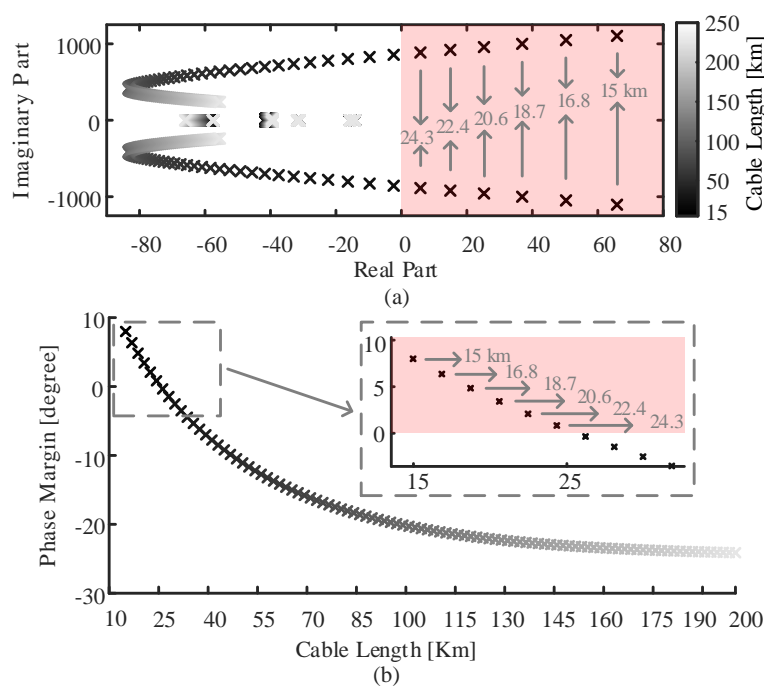 1000
0
-1000
Imaginary Part
-80 -60 -40 -20 0 20 40 60 80
Real Part
24.3 22.4 20.6 18.7 16.8 15 km
250
200
150
100
50
15
Cable Length [km]
(a)
10
0
-10
-20
-30
Phase Margin [degree]
10 25 40 55 70 85 100 115 130 145 160 175 190 200
Cable Length [Km]
10
5
0
15 25
15 km
16.8
18.7
20.6
22.4
24.3
(b)